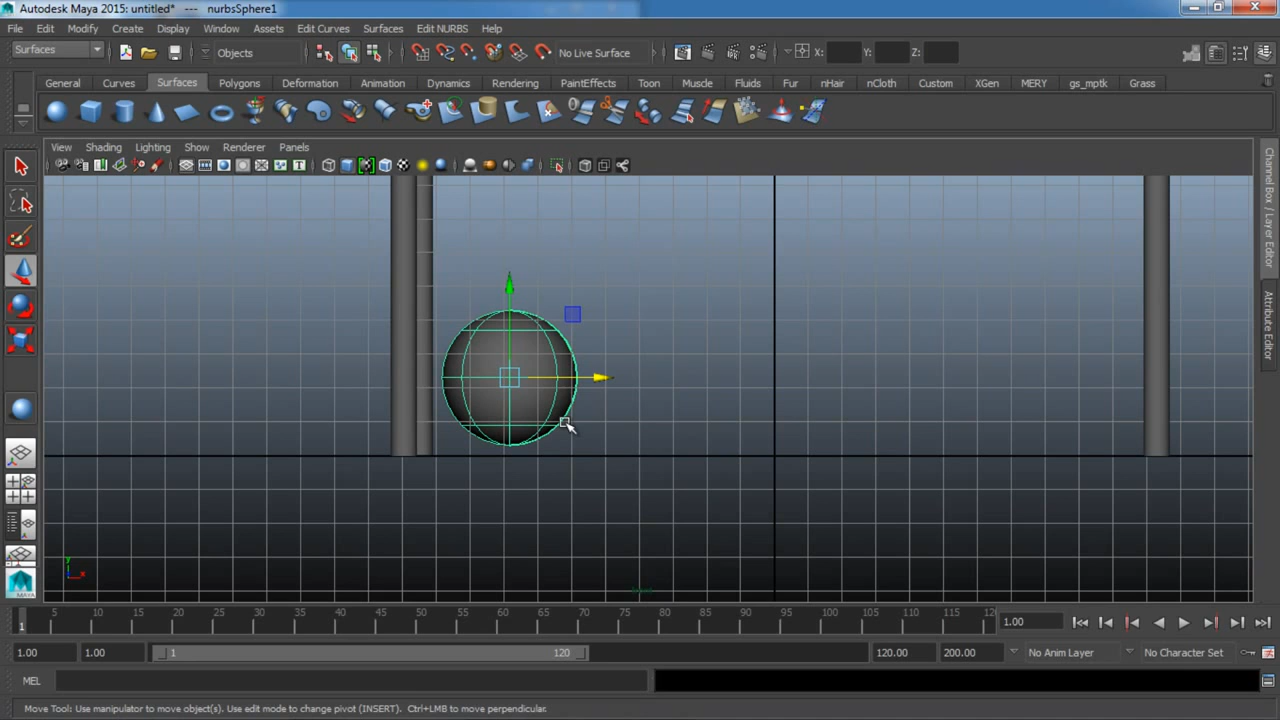 Autodesk Maya 2015: untitled* --- nurbsSphere1
File Edit Modify Create Display Window Assets Edit Curves Surfaces Edit NURBS Help
Surfaces Objects No Live Surface X: Y: Z:
General Curves Surfaces Polygons Deformation Animation Dynamics Rendering PaintEffects Toon Muscle Fluids Fur nHair nCloth Custom XGen MERY gs_mptk Grass
View Shading Lighting Show Renderer Panels
Channel Box / Layer Editor
Attribute Editor
y
x
5 10 15 20 25 30 35 40 45 50 55 60 65 70 75 80 85 90 95 100 105 110 115 12
1 1.00
1.00 1.00 1 120 120.00 200.00 No Anim Layer No Character Set
MEL
Move Tool: Use manipulator to move object(s). Use edit mode to change pivot (INSERT). Ctrl+LMB to move perpendicular.